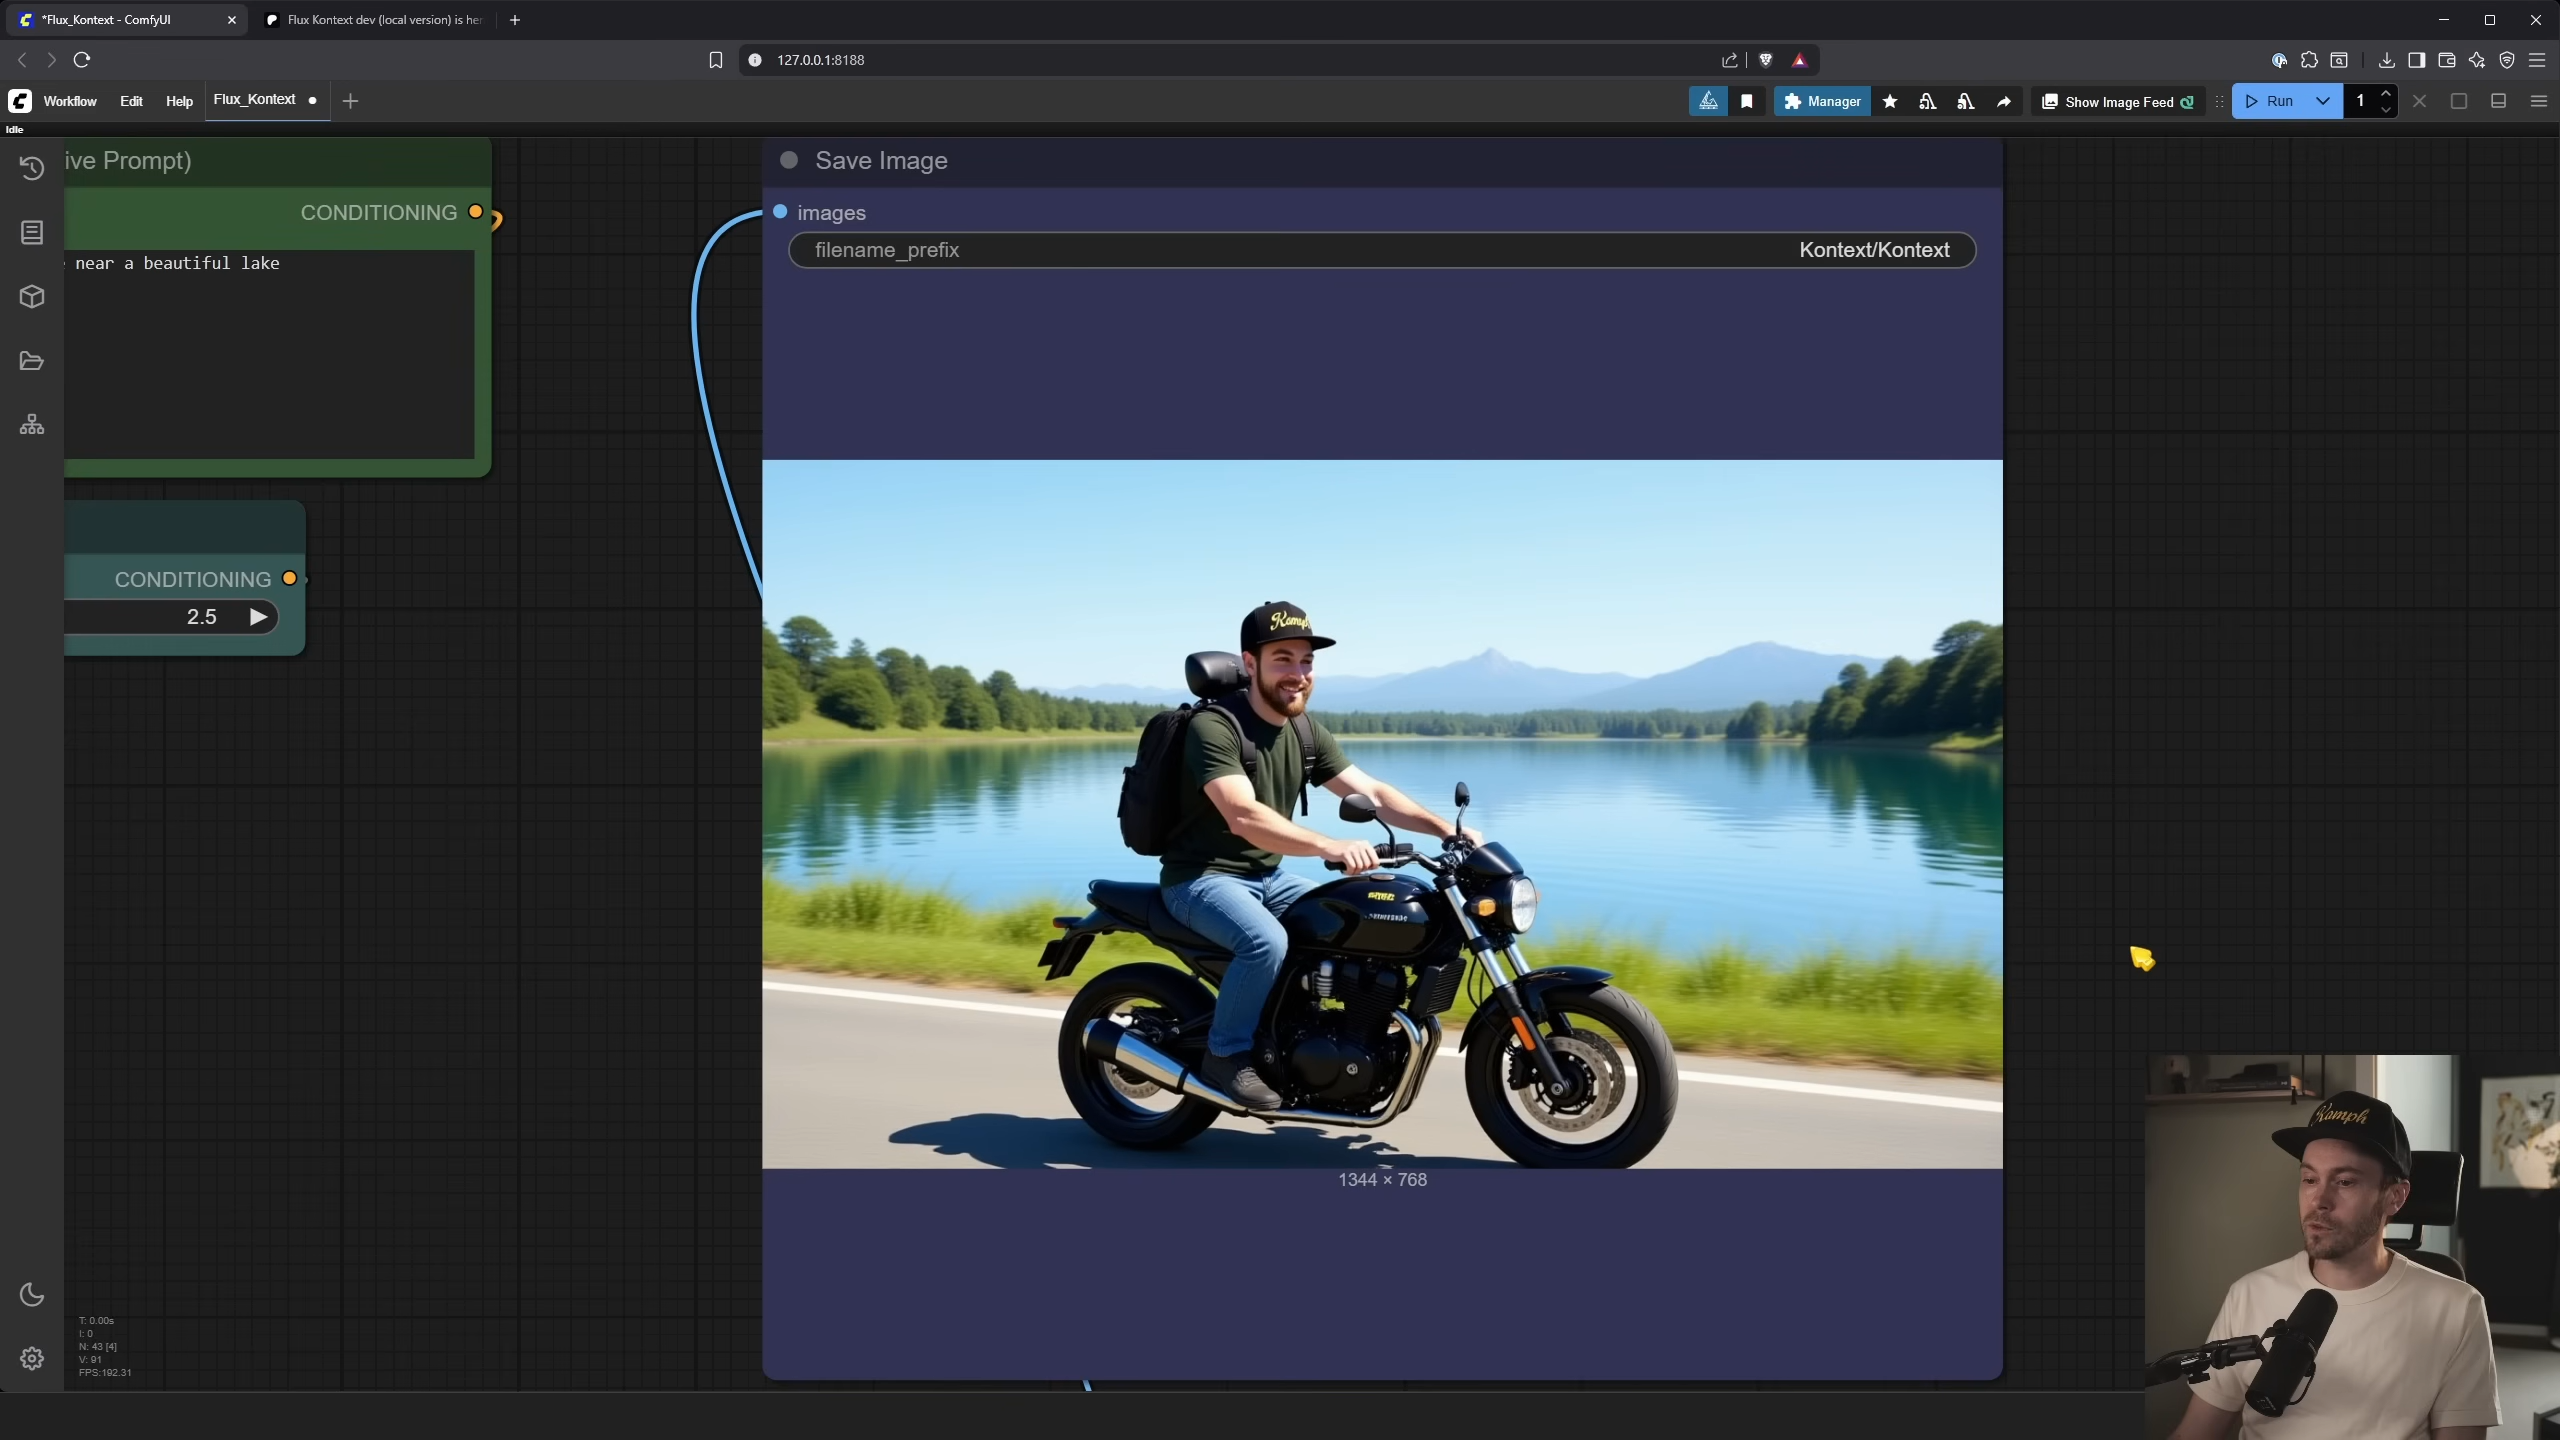 *Flux_Kontext - ComfyUI
Flux Kontext dev (local version) is her
127.0.0.1:8188
Workflow Edit Help Flux_Kontext
Manager Show Image Feed Run 1
Idle
ive Prompt)
CONDITIONING
near a beautiful lake
CONDITIONING
2.5
Save Image
images
filename_prefix Kontext/Kontext
Kamph
1344 × 768
T: 0.00s
I: 0
N: 43 [4]
V: 91
FPS:192.31
Kamph